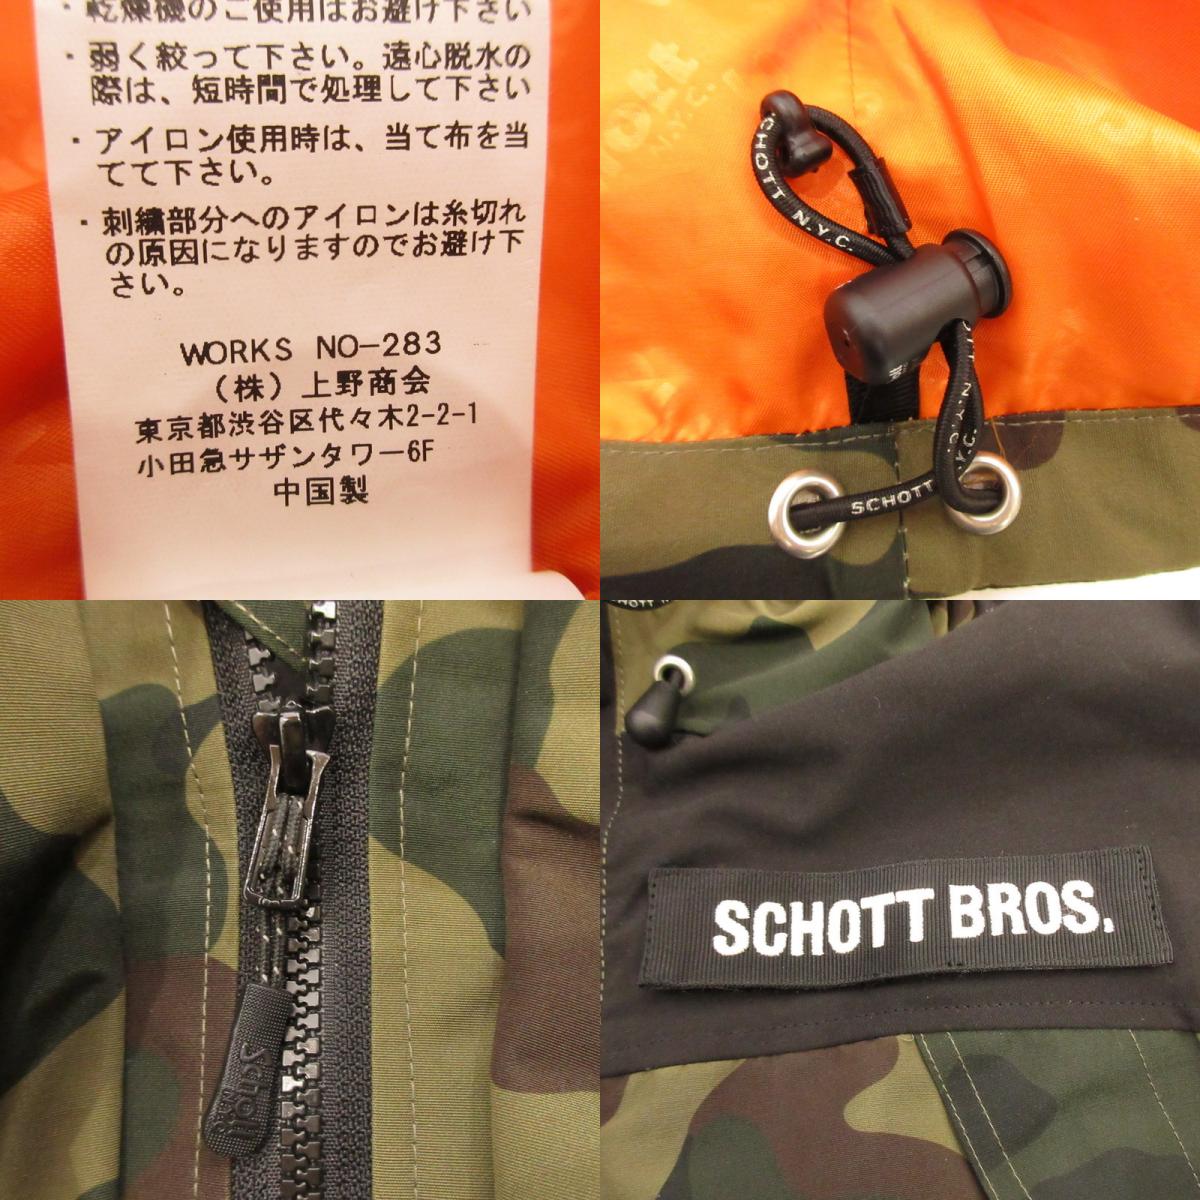 ・乾燥機のご使用はお避け下さい
・弱く絞って下さい。遠心脱水の
際は、短時間で処理して下さい
・アイロン使用時は、当て布を当
てて下さい。
・刺繍部分へのアイロンは糸切れ
の原因になりますのでお避け下
さい。
WORKS NO-283
(株)上野商会
東京都渋谷区代々木2-2-1
小田急サザンタワー6F
中国製
Schott
N.Y.C.
SCHOTT N.Y.C.
N.Y.C.
SCHOTT
SCHOTT
Schott
SCHOTT BROS.